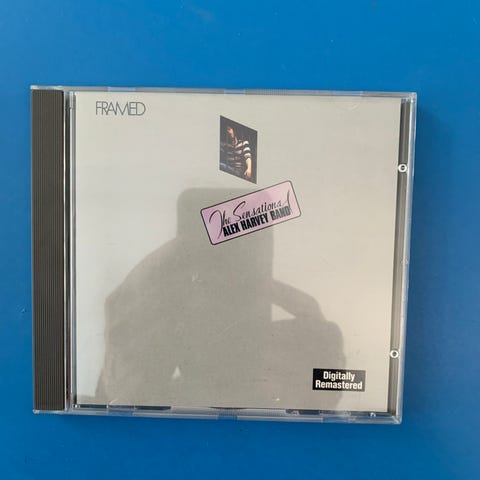 FRAMED
The Sensational
ALEX HARVEY BAND
Digitally
Remastered